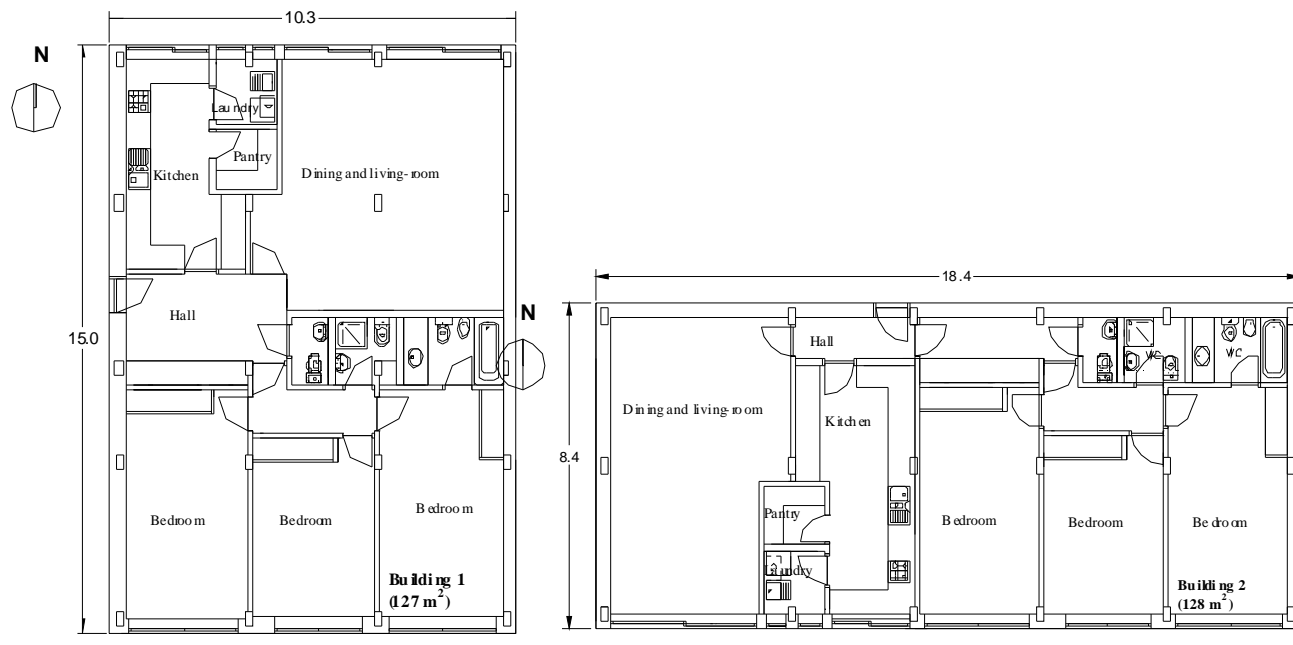 10.3
N
Laundry
Pantry
Kitchen
Dining and living-room
15.0
Hall
Bedroom
Bedroom
Bedroom
Building 1
(127 m²)
N
18.4
8.4
Hall
Dining and living-room
Kitchen
WC
WC
Pantry
Laundry
Bedroom
Bedroom
Bedroom
Building 2
(128 m²)